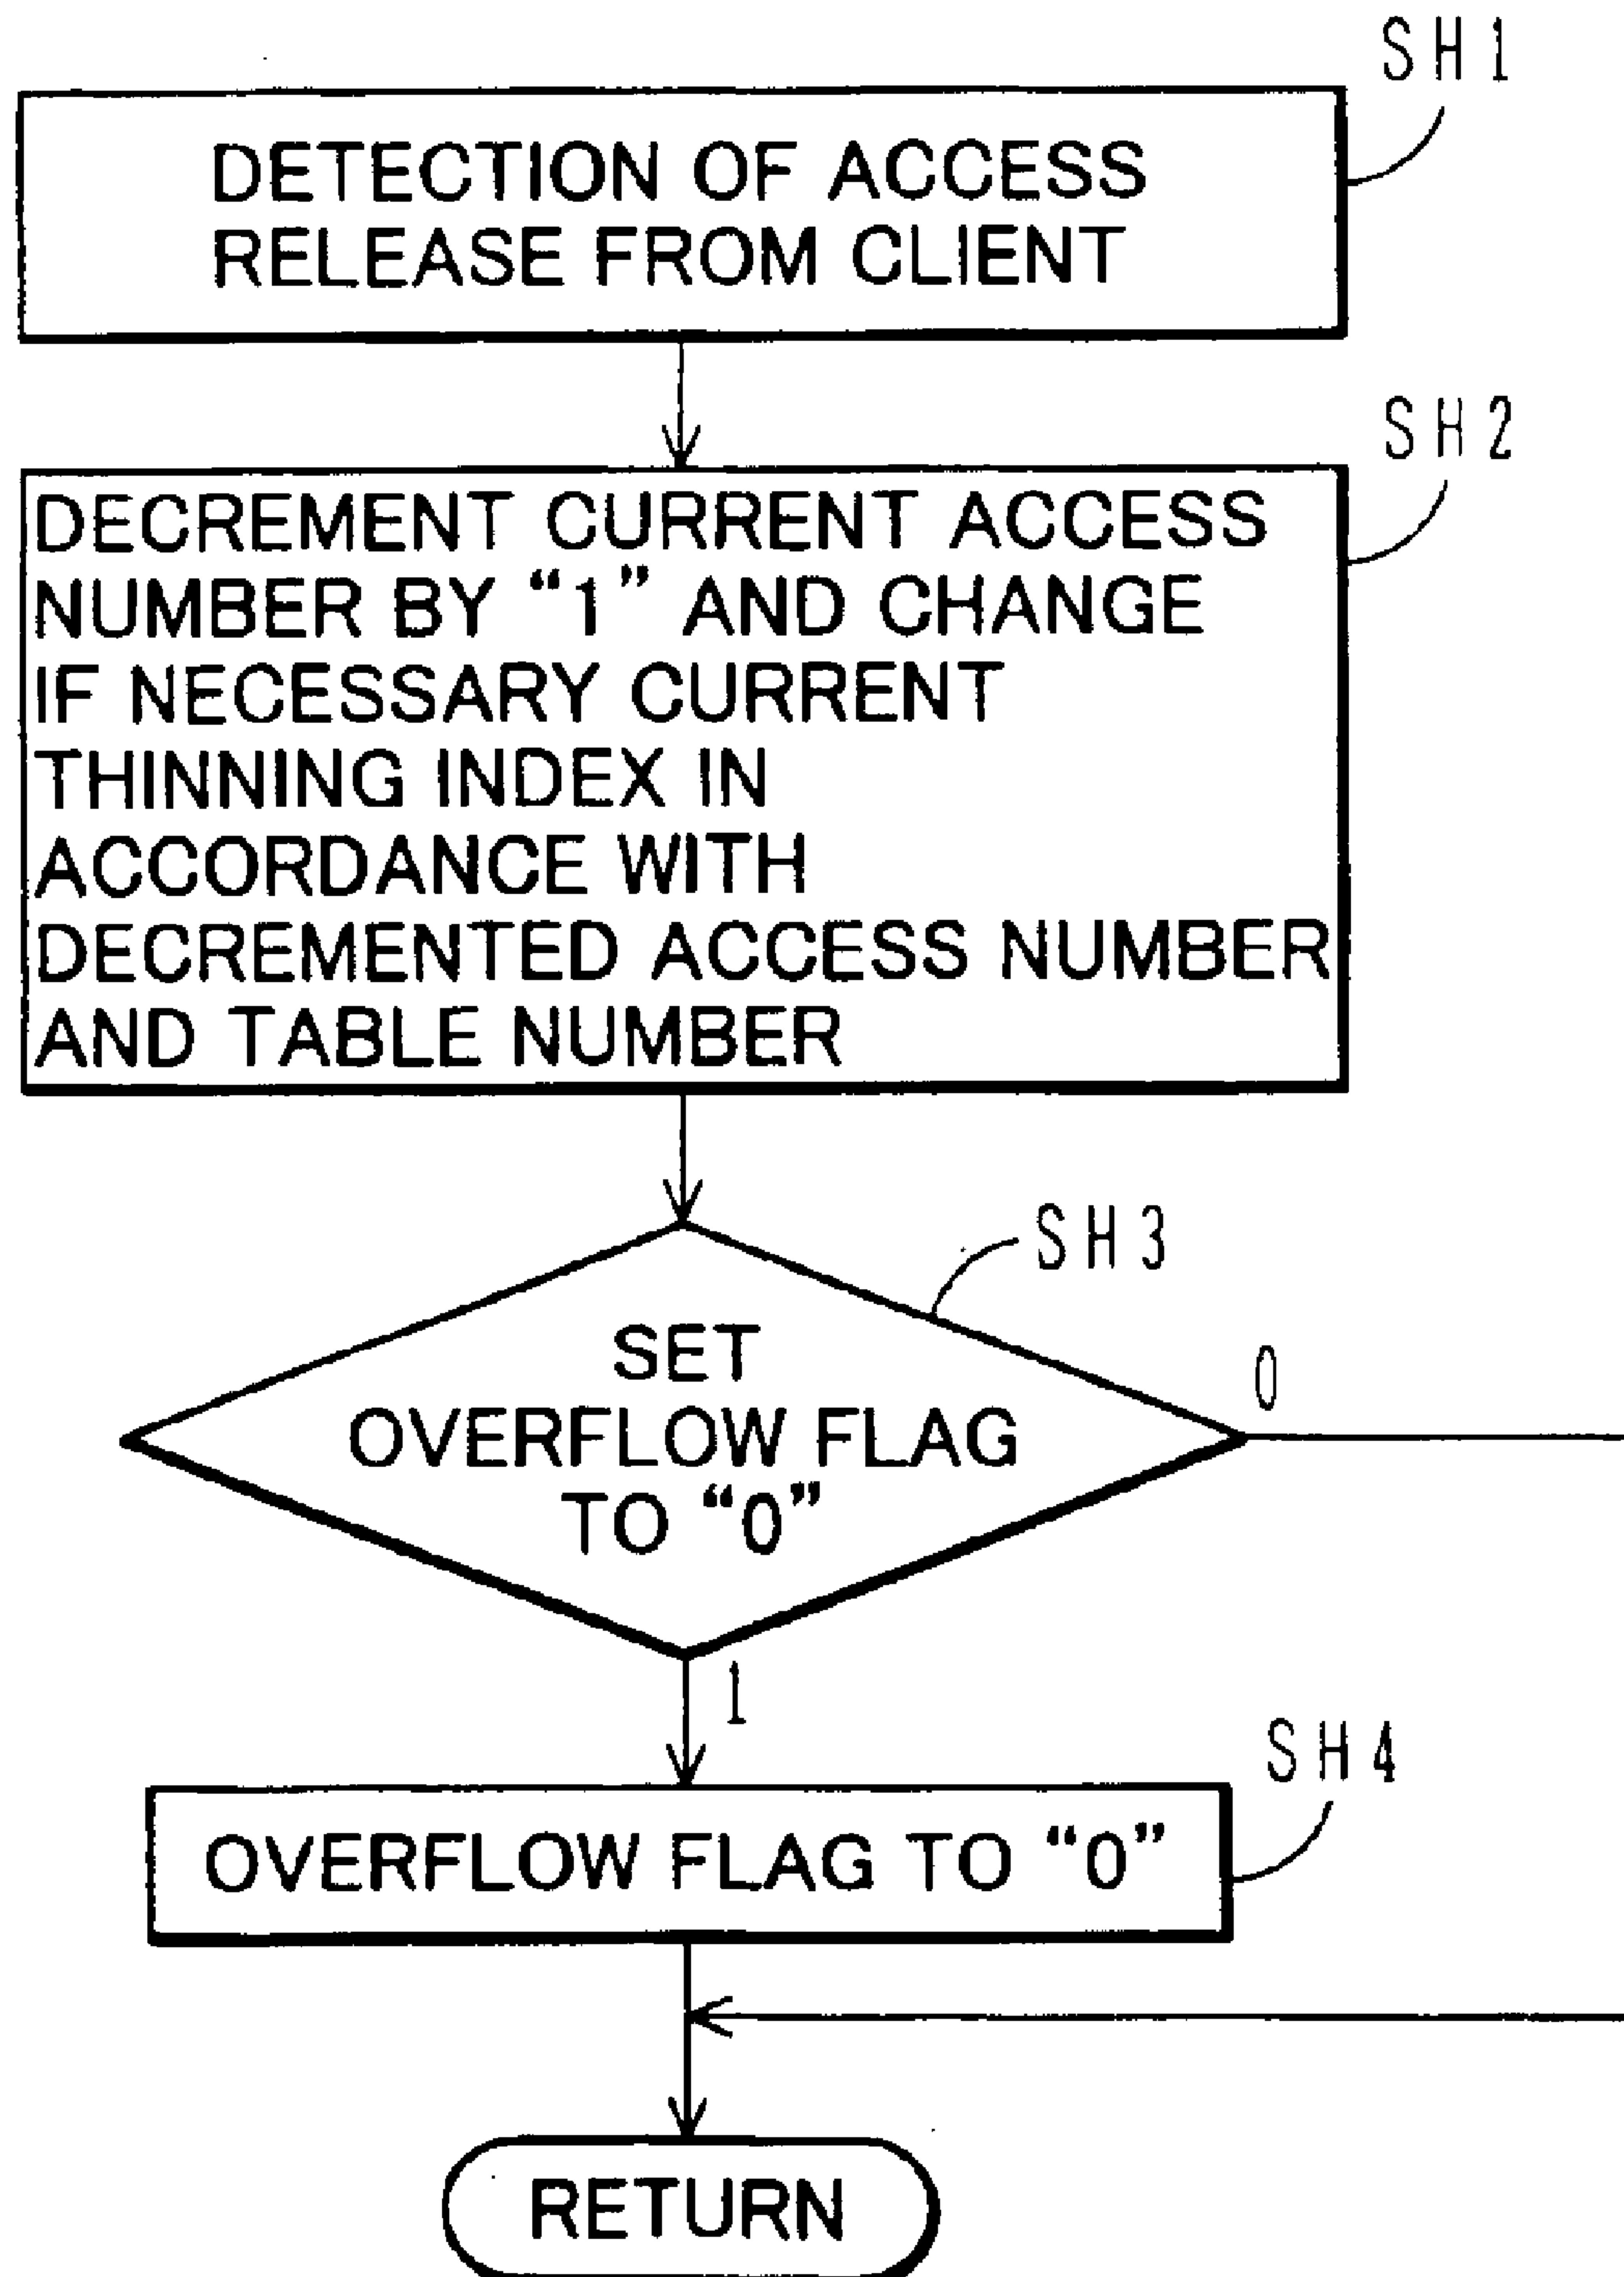 SH1
DETECTION OF ACCESS
RELEASE FROM CLIENT
SH2
DECREMENT CURRENT ACCESS
NUMBER BY “1” AND CHANGE
IF NECESSARY CURRENT
THINNING INDEX IN
ACCORDANCE WITH
DECREMENTED ACCESS NUMBER
AND TABLE NUMBER
SH3
SET
OVERFLOW FLAG
TO “0”
0
1
SH4
OVERFLOW FLAG TO “0”
RETURN